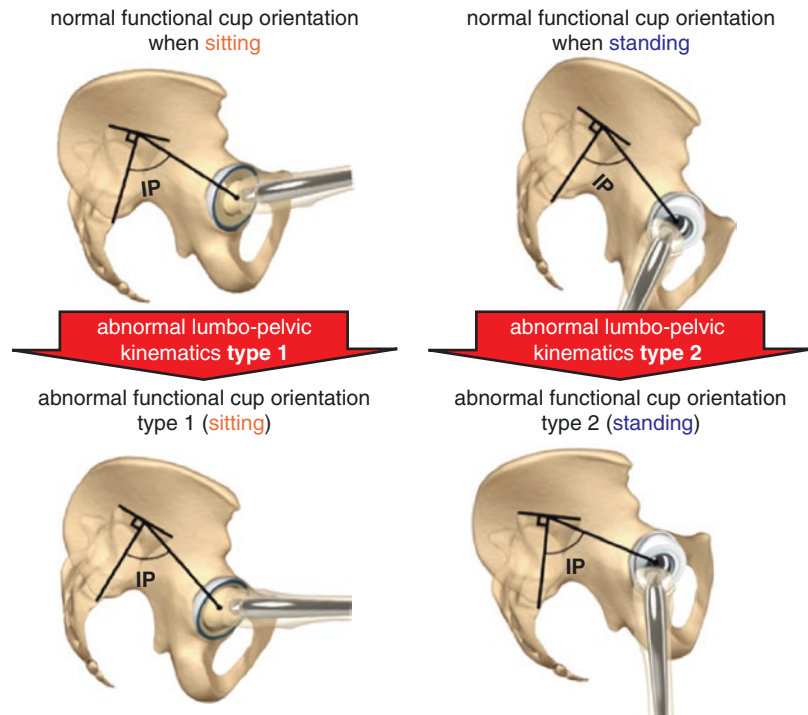 normal functional cup orientation
when sitting
normal functional cup orientation
when standing
IP
IP
abnormal lumbo-pelvic
kinematics type 1
abnormal lumbo-pelvic
kinematics type 2
abnormal functional cup orientation
type 1 (sitting)
abnormal functional cup orientation
type 2 (standing)
IP
IP